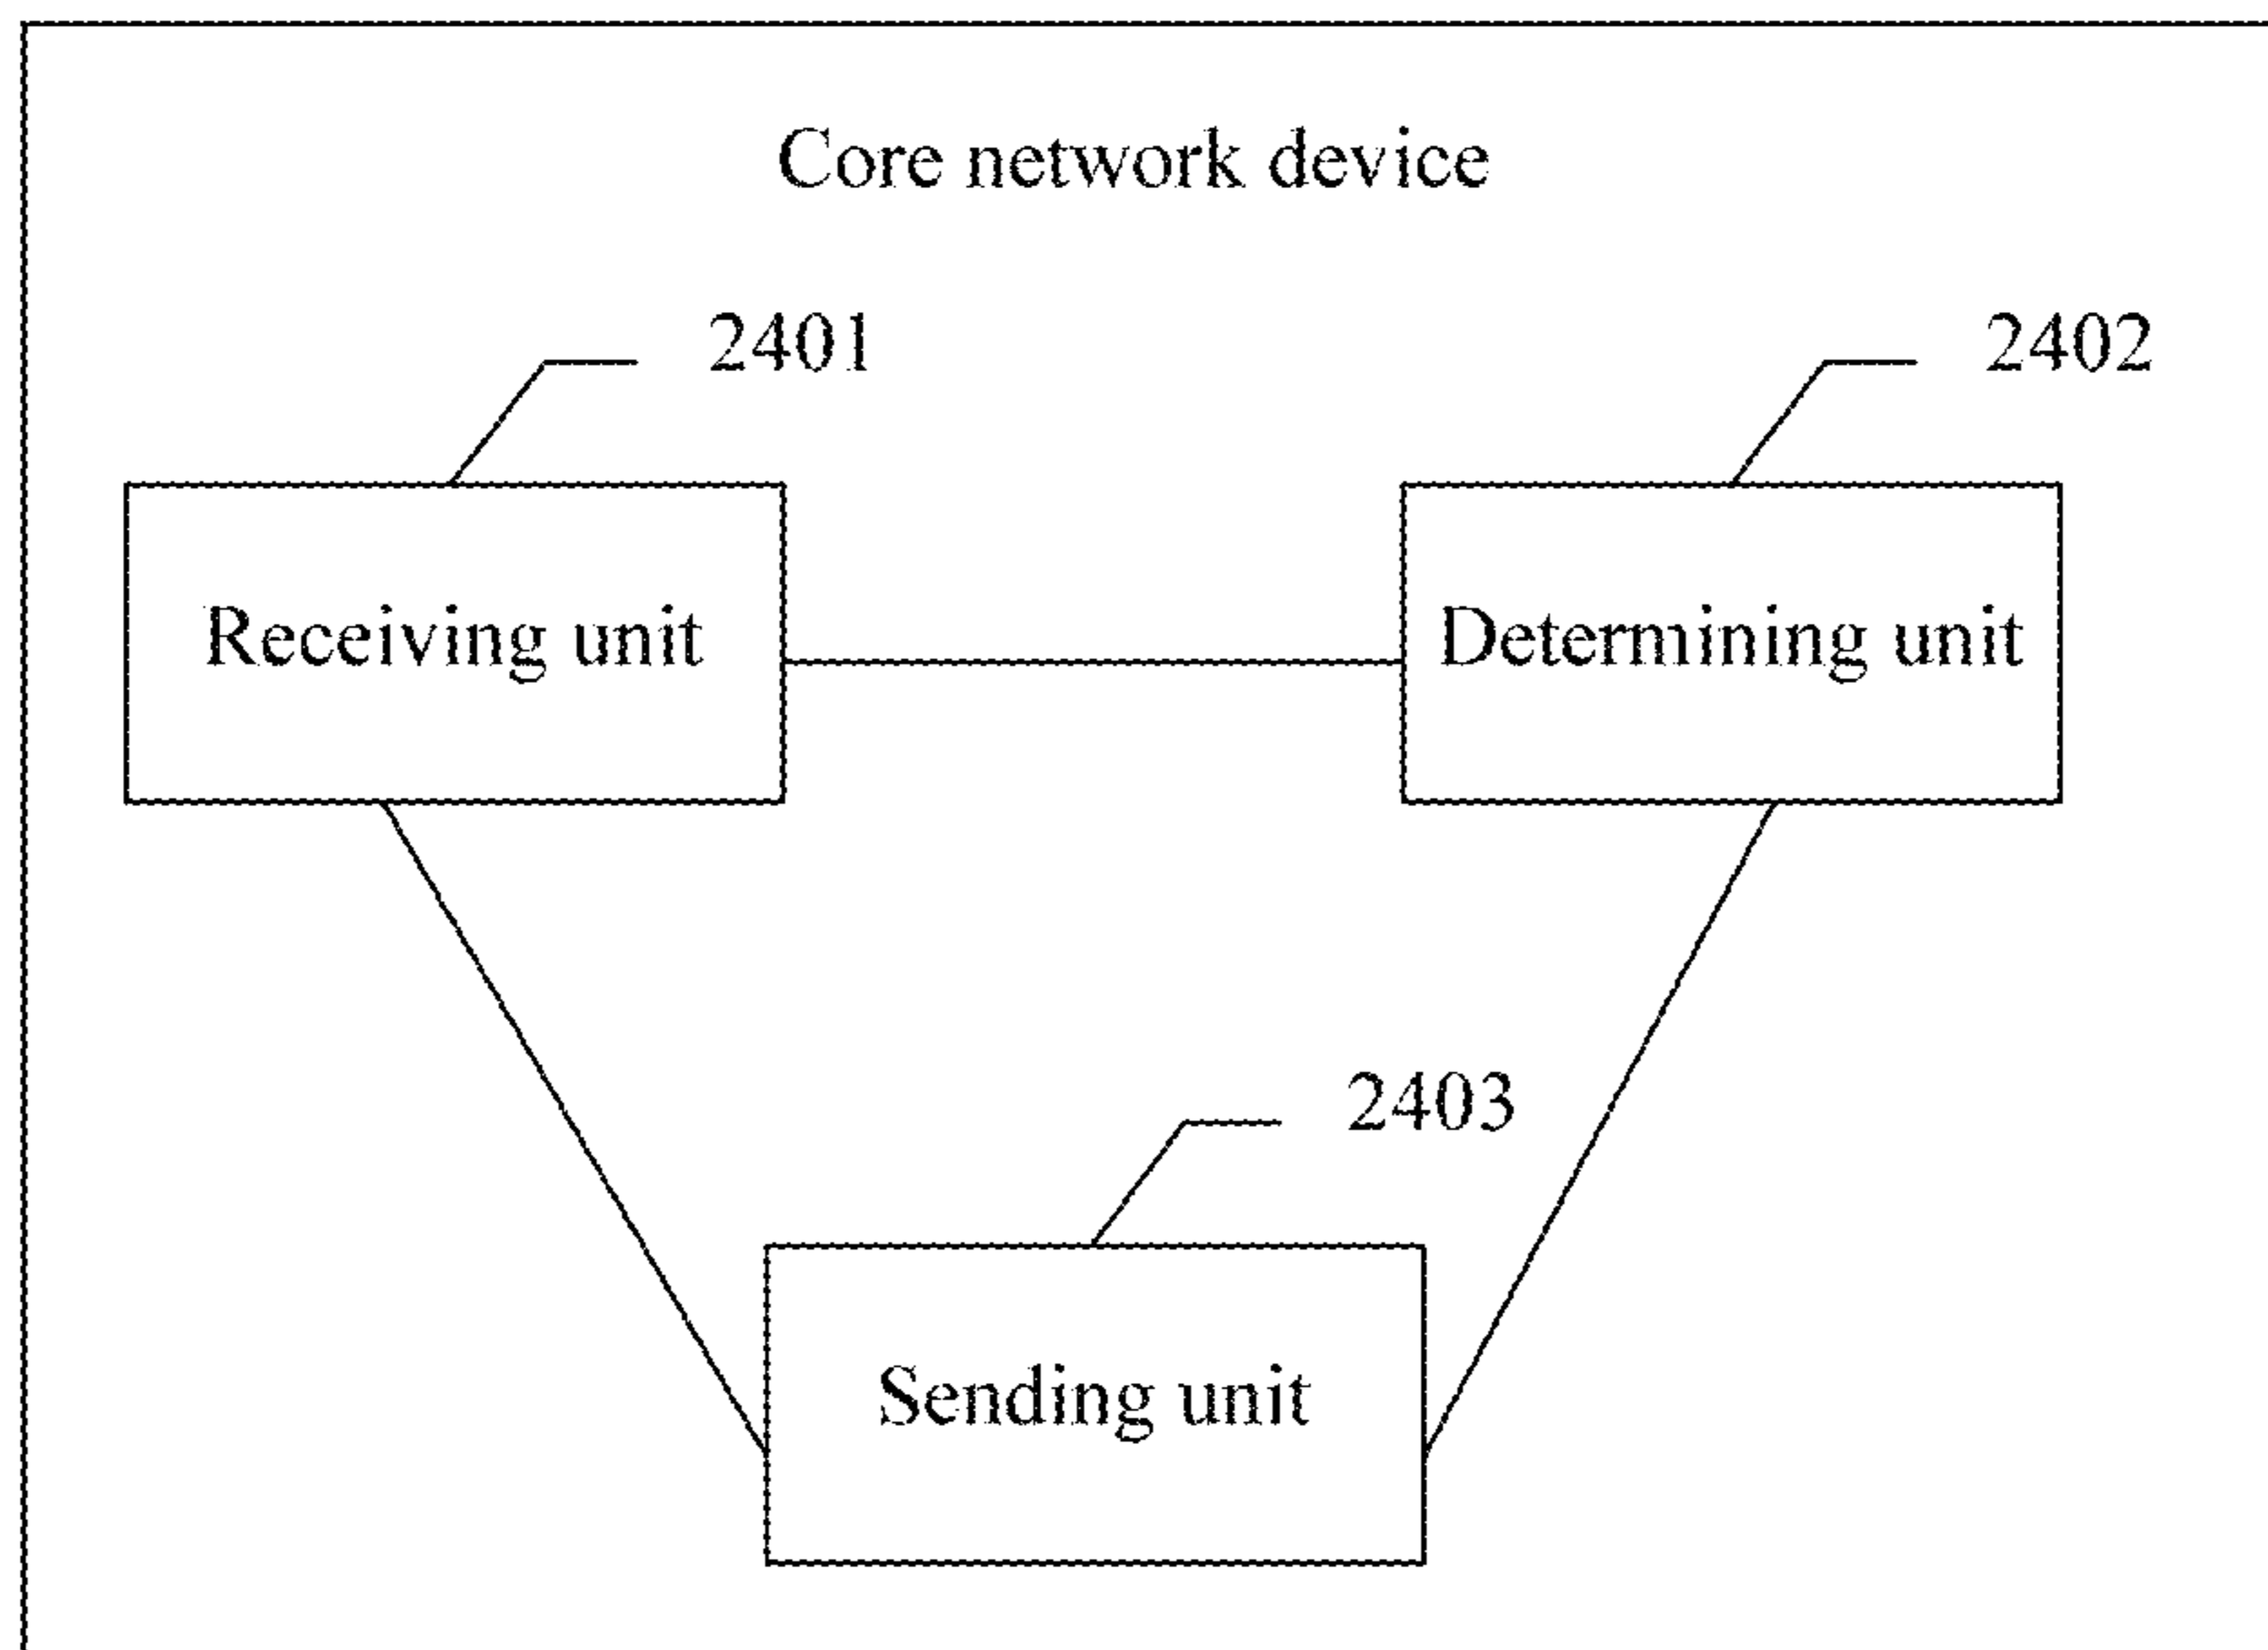 Core network device
2401
2402
Receiving unit
Determining unit
2403
Sending unit